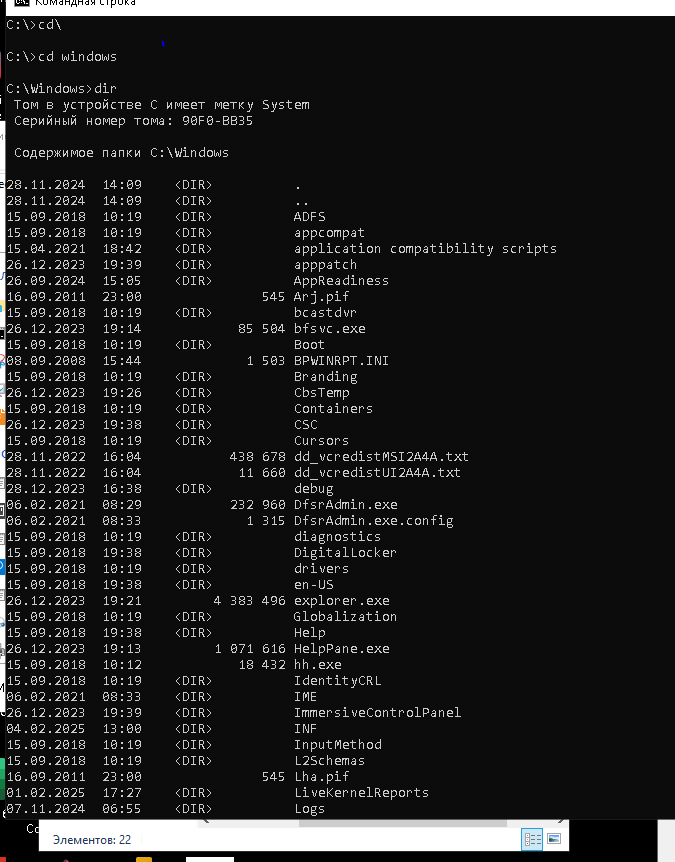 Командная строка
C:\>cd\
C:\>cd windows
C:\Windows>dir
Том в устройстве C имеет метку System
Серийный номер тома: 90F0-BB35
Содержимое папки C:\Windows
28.11.2024 14:09 <DIR> .
28.11.2024 14:09 <DIR> ..
15.09.2018 10:19 <DIR> ADFS
15.09.2018 10:19 <DIR> appcompat
15.04.2021 18:42 <DIR> application compatibility scripts
26.12.2023 19:39 <DIR> apppatch
26.09.2024 15:05 <DIR> AppReadiness
16.09.2011 23:00 545 Arj.pif
15.09.2018 10:19 <DIR> bcastdvr
26.12.2023 19:14 85 504 bfsvc.exe
15.09.2018 10:19 <DIR> Boot
08.09.2008 15:44 1 503 BPWINRPT.INI
15.09.2018 10:19 <DIR> Branding
26.12.2023 19:26 <DIR> CbsTemp
15.09.2018 10:19 <DIR> Containers
26.12.2023 19:38 <DIR> CSC
15.09.2018 10:19 <DIR> Cursors
28.11.2022 16:04 438 678 dd_vcredistMSI2A4A.txt
28.11.2022 16:04 11 660 dd_vcredistUI2A4A.txt
28.12.2023 16:38 <DIR> debug
06.02.2021 08:29 232 960 DfsrAdmin.exe
06.02.2021 08:33 1 315 DfsrAdmin.exe.config
15.09.2018 10:19 <DIR> diagnostics
15.09.2018 19:38 <DIR> DigitalLocker
15.09.2018 10:19 <DIR> drivers
15.09.2018 19:38 <DIR> en-US
26.12.2023 19:21 4 383 496 explorer.exe
15.09.2018 10:19 <DIR> Globalization
15.09.2018 19:38 <DIR> Help
26.12.2023 19:13 1 071 616 HelpPane.exe
15.09.2018 10:12 18 432 hh.exe
15.09.2018 10:19 <DIR> IdentityCRL
06.02.2021 08:33 <DIR> IME
26.12.2023 19:39 <DIR> ImmersiveControlPanel
04.02.2025 13:00 <DIR> INF
15.09.2018 10:19 <DIR> InputMethod
15.09.2018 10:19 <DIR> L2Schemas
16.09.2011 23:00 545 Lha.pif
01.02.2025 17:27 <DIR> LiveKernelReports
07.11.2024 06:55 <DIR> Logs
Элементов: 22